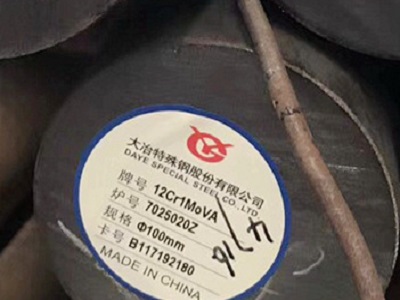 大冶特殊钢股份有限公司
DAYE SPECIAL STEEL CO., LTD.
牌号 12Cr1MoVA
炉号 7025020Z
规格 Φ100mm
卡号 B117192180
MADE IN CHINA